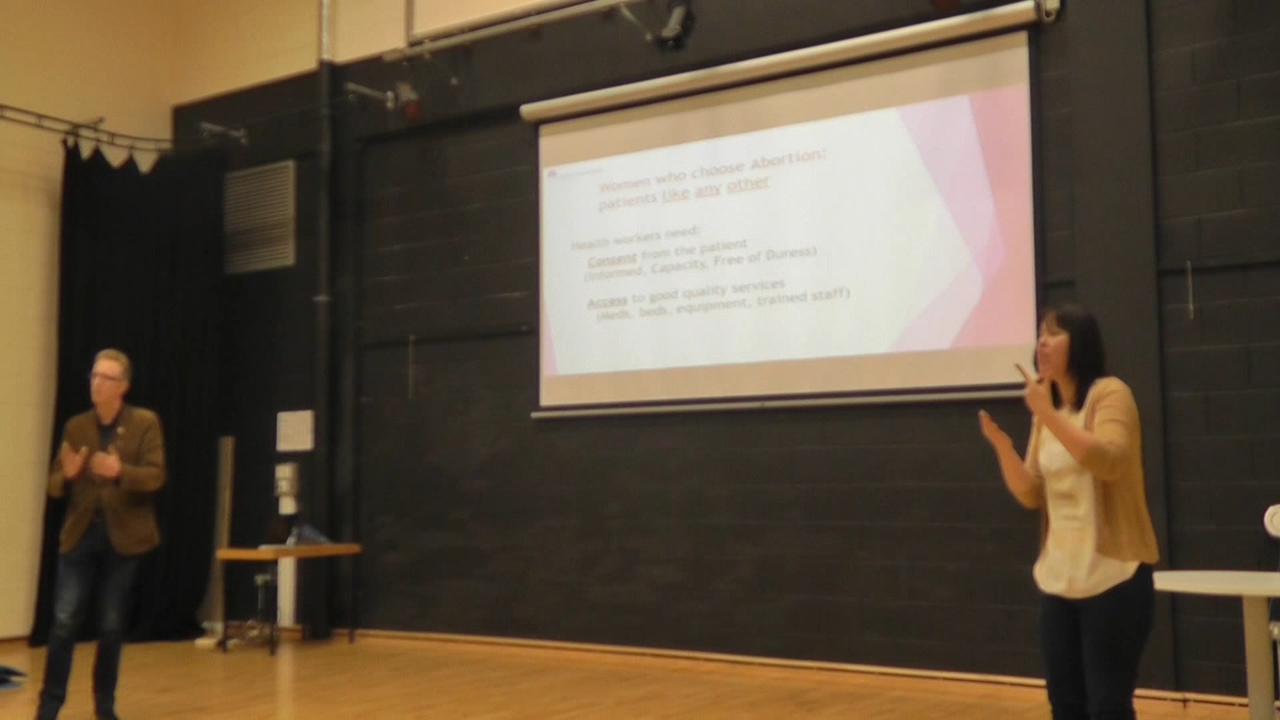 Women who choose Abortion:
patients like any other
Health workers need:
Consent from the patient
(Informed, Capacity, Free of Duress)
Access to good quality services
(Meds, beds, equipment, trained staff)